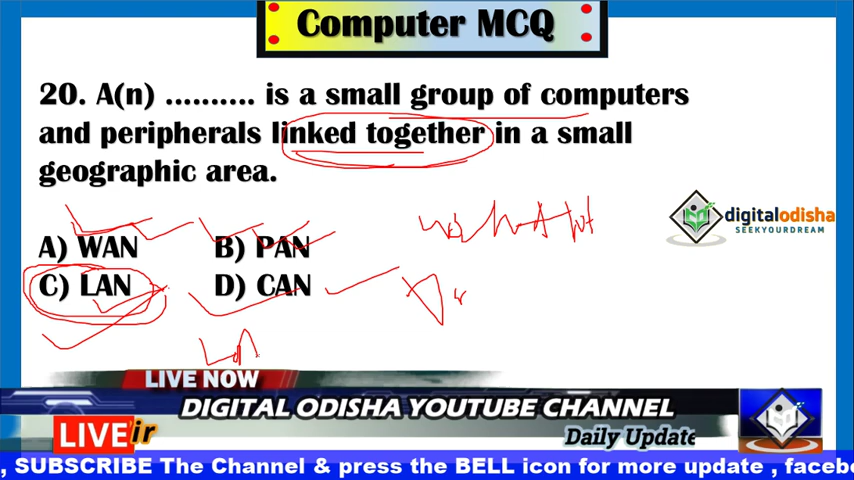 Computer MCQ
20. A(n) .......... is a small group of computers
and peripherals linked together in a small
geographic area.
A) WAN B) PAN
C) LAN D) CAN
digitalodisha
SEEKYOURDREAM
LIVE NOW
DIGITAL ODISHA YOUTUBE CHANNEL
LIVE ir
Daily Update
, SUBSCRIBE The Channel & press the BELL icon for more update , facebo